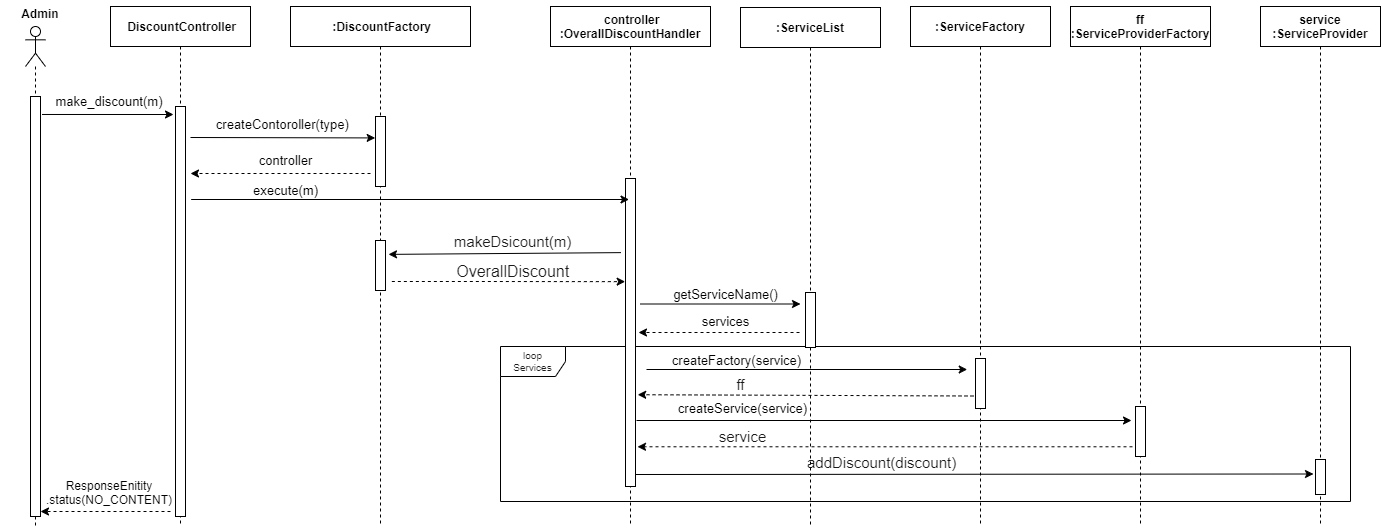 Admin
DiscountController
:DiscountFactory
controller
:OverallDiscountHandler
:ServiceList
:ServiceFactory
ff
:ServiceProviderFactory
service
:ServiceProvider
make_discount(m)
createContoroller(type)
controller
execute(m)
makeDsicount(m)
OverallDiscount
getServiceName()
services
loop
Services
createFactory(service)
ff
createService(service)
service
addDiscount(discount)
ResponseEnitity
.status(NO_CONTENT)